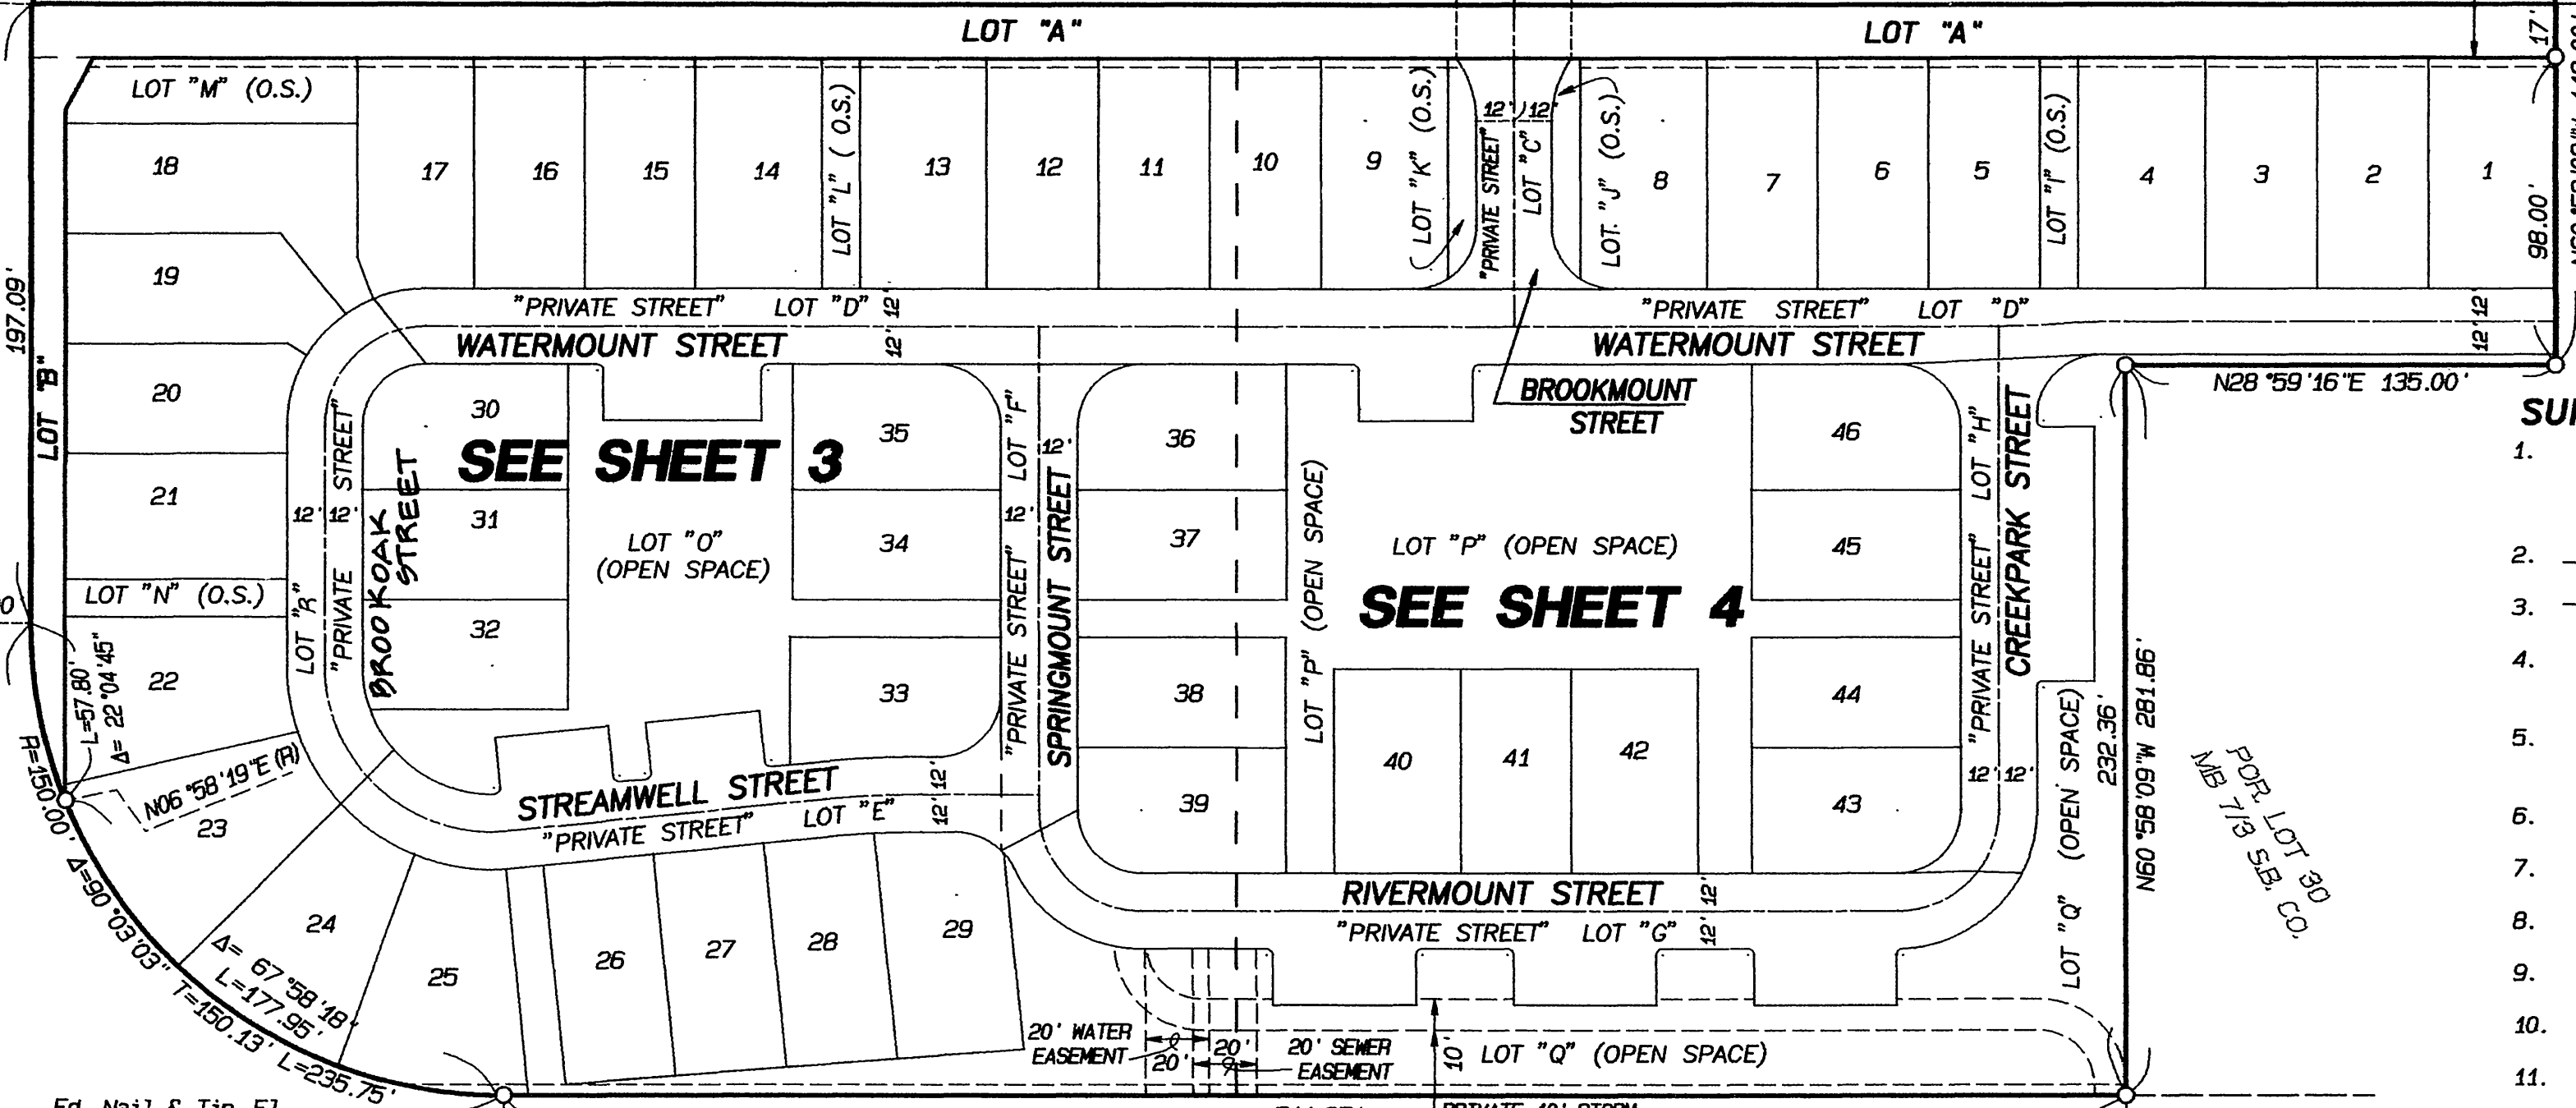 LOT "A"
LOT "A"
17'
LOT "M" (O.S.)
18
17
16
15
14
LOT "L" ( O.S.)
13
12
11
10
9
LOT "K" (O.S.)
12' 12'
"PRIVATE STREET"
LOT "C"
LOT "J" (O.S.)
8
7
6
5
LOT "I" (O.S.)
4
3
2
1
98.00'
19
197.09'
LOT "B"
"PRIVATE STREET" LOT "D"
12' 12'
"PRIVATE STREET" LOT "D"
12' 12'
WATERMOUNT STREET
WATERMOUNT STREET
BROOKMOUNT
STREET
N28°59'16"E 135.00'
20
30
35
36
46
SEE SHEET 3
LOT "F"
12'
LOT "H"
CREEKPARK STREET
21
12' 12'
"PRIVATE STREET"
BROOKOAK
STREET
31
LOT "O"
(OPEN SPACE)
34
12'
"PRIVATE STREET"
SPRINGMOUNT STREET
37
LOT "P" (OPEN SPACE)
LOT "P" (OPEN SPACE)
45
SEE SHEET 4
LOT "N" (O.S.)
LOT "R"
32
22
33
38
44
"PRIVATE STREET"
L=57.80'
Δ= 22°04'45"
R=150.00' Δ=90°03'03" T=150.13' L=235.75'
N06°58'19"E (R)
23
STREAMWELL STREET
"PRIVATE STREET" LOT "E"
12' 12'
39
40
41
42
43
12' 12'
LOT "Q" (OPEN SPACE)
232.36'
N60°58'09"W 281.86'
POR. LOT 30
MB 7/3 S.B. CO.
24
Δ= 67°58'18"
L=177.95'
25
26
27
28
29
RIVERMOUNT STREET
"PRIVATE STREET" LOT "G"
12' 12'
20' WATER
EASEMENT
20'
20'
20' SEWER
EASEMENT
10'
LOT "Q" (OPEN SPACE)
1.
2.
3.
4.
5.
6.
7.
8.
9.
10.
11.